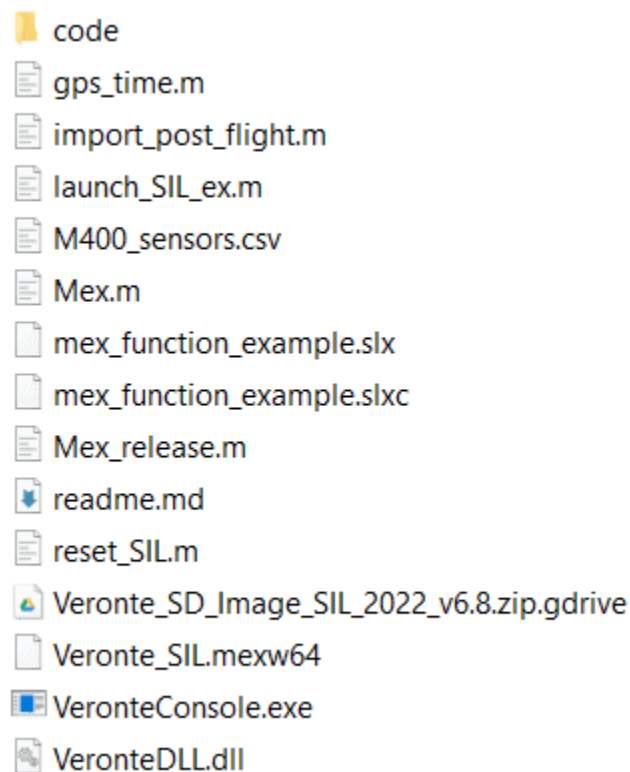 code
gps_time.m
import_post_flight.m
launch_SIL_ex.m
M400_sensors.csv
Mex.m
mex_function_example.slx
mex_function_example.slxc
Mex_release.m
readme.md
reset_SIL.m
Veronte_SD_Image_SIL_2022_v6.8.zip.gdrive
Veronte_SIL.mexw64
VeronteConsole.exe
VeronteDLL.dll